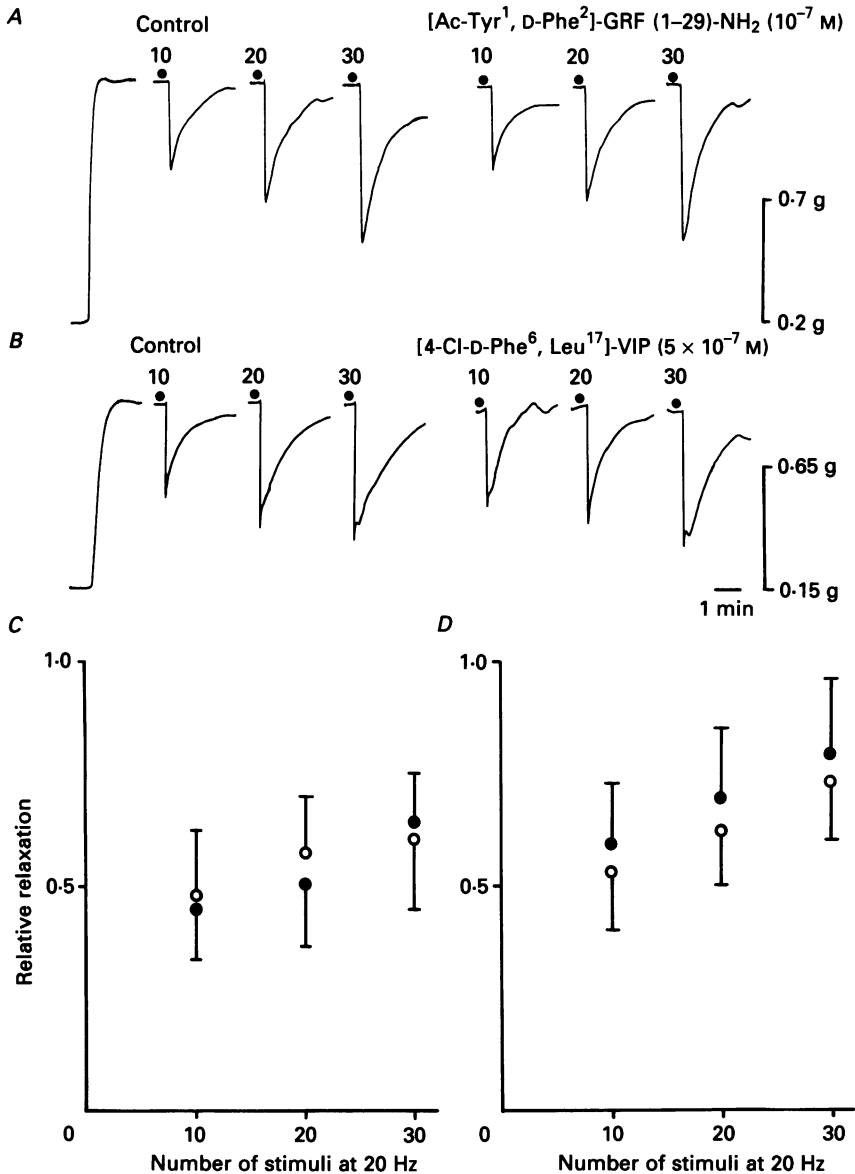 A
Control
[Ac-Tyr¹, D-Phe²]-GRF (1–29)-NH₂ (10⁻⁷ M)
10 20 30 10 20 30
0·7 g
0·2 g
B
Control
[4-Cl-D-Phe⁶, Leu¹⁷]-VIP (5 × 10⁻⁷ M)
10 20 30 10 20 30
0·65 g
0·15 g
1 min
C
1·0
0·5
0
Relative relaxation
10 20 30
Number of stimuli at 20 Hz
D
1·0
0·5
0
10 20 30
Number of stimuli at 20 Hz